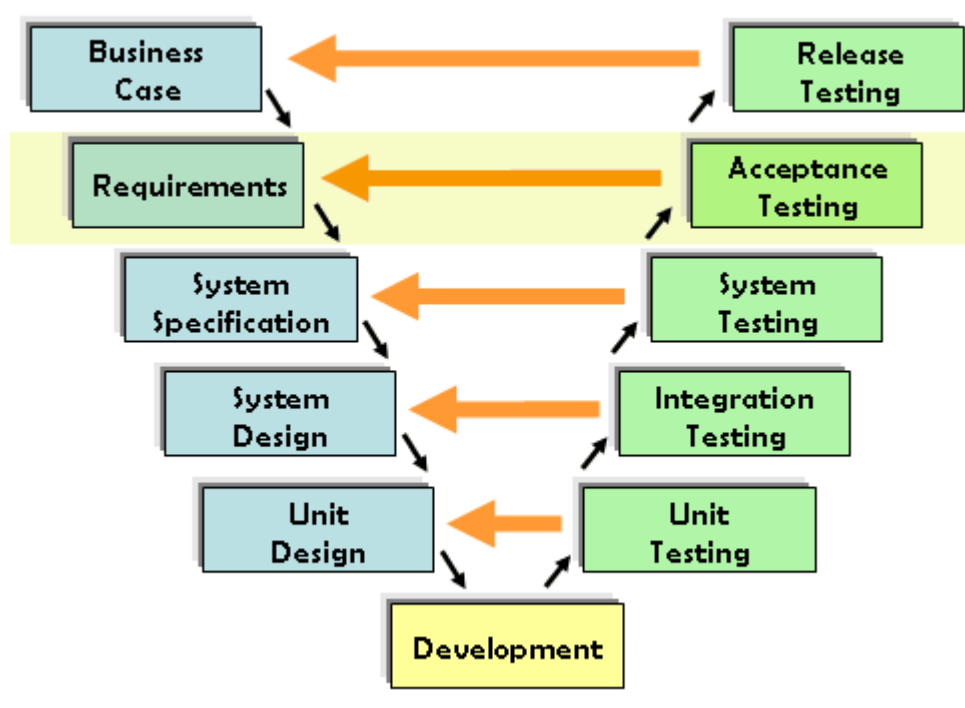 Business
Case
Release
Testing
Requirements
Acceptance
Testing
System
Specification
System
Testing
System
Design
Integration
Testing
Unit
Design
Unit
Testing
Development